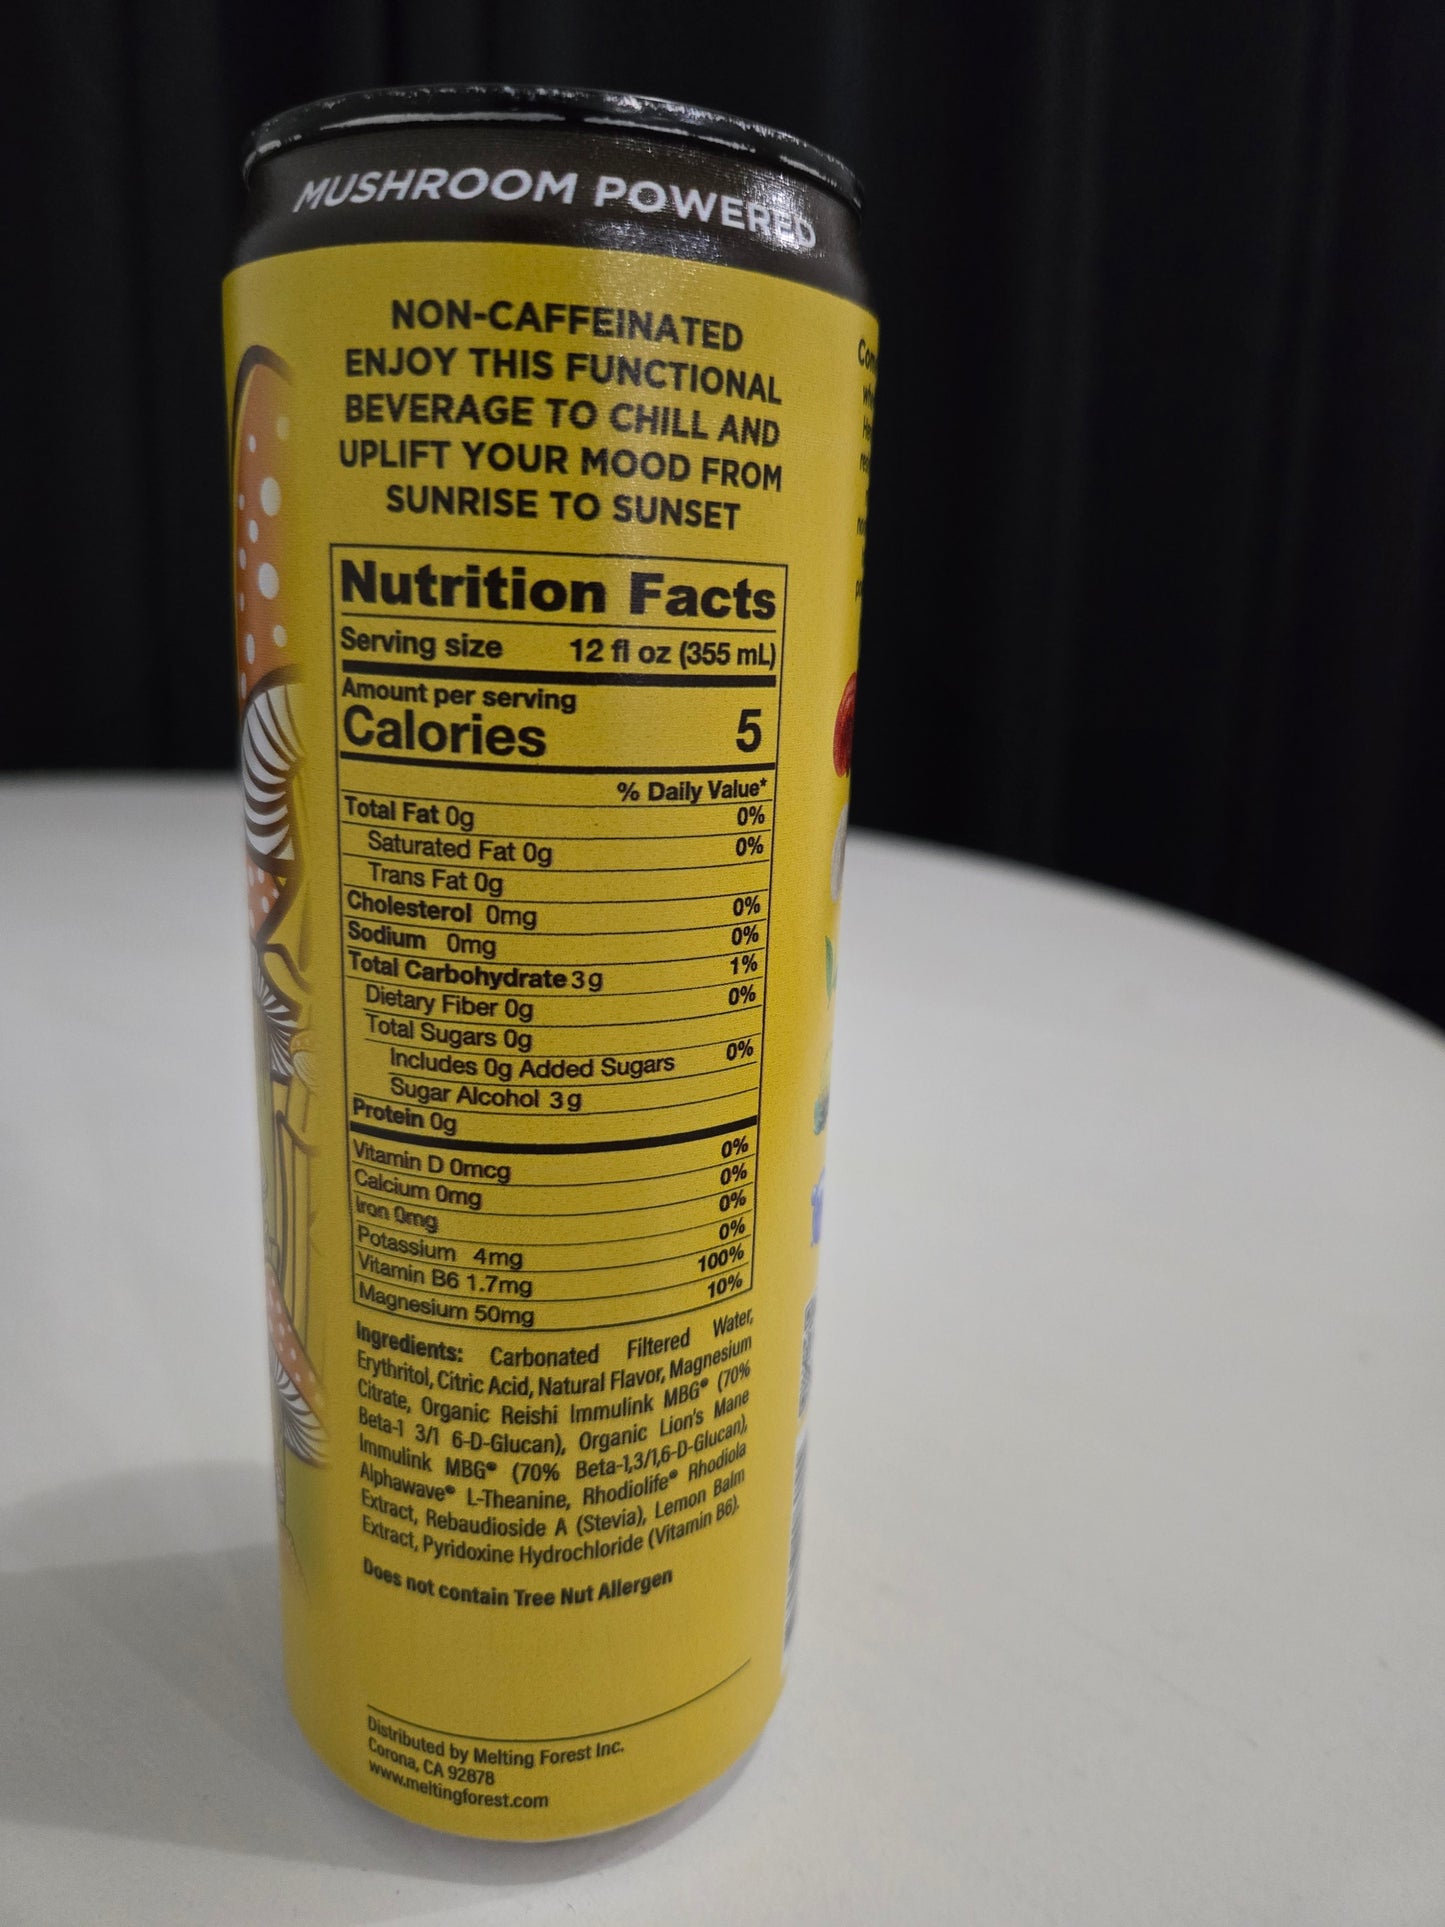 MUSHROOM POWERED
NON-CAFFEINATED
ENJOY THIS FUNCTIONAL
BEVERAGE TO CHILL AND
UPLIFT YOUR MOOD FROM
SUNRISE TO SUNSET
Nutrition Facts
Serving size 12 fl oz (355 mL)
Amount per serving
Calories 5
% Daily Value*
Total Fat 0g 0%
Saturated Fat 0g 0%
Trans Fat 0g
Cholesterol 0mg 0%
Sodium 0mg 0%
Total Carbohydrate 3g 1%
Dietary Fiber 0g 0%
Total Sugars 0g
Includes 0g Added Sugars 0%
Sugar Alcohol 3g
Protein 0g
Vitamin D 0mcg 0%
Calcium 0mg 0%
Iron 0mg 0%
Potassium 4mg 0%
Vitamin B6 1.7mg 100%
Magnesium 50mg 10%
Ingredients: Carbonated Filtered Water,
Erythritol, Citric Acid, Natural Flavor, Magnesium
Citrate, Organic Reishi Immulink MBG® (70%
Beta-1 3/1 6-D-Glucan), Organic Lion's Mane
Immulink MBG® (70% Beta-1,3/1,6-D-Glucan),
Alphawave® L-Theanine, Rhodiolife® Rhodiola
Extract, Rebaudioside A (Stevia), Lemon Balm
Extract, Pyridoxine Hydrochloride (Vitamin B6).
Does not contain Tree Nut Allergen
Distributed by Melting Forest Inc.
Corona, CA 92878
www.meltingforest.com